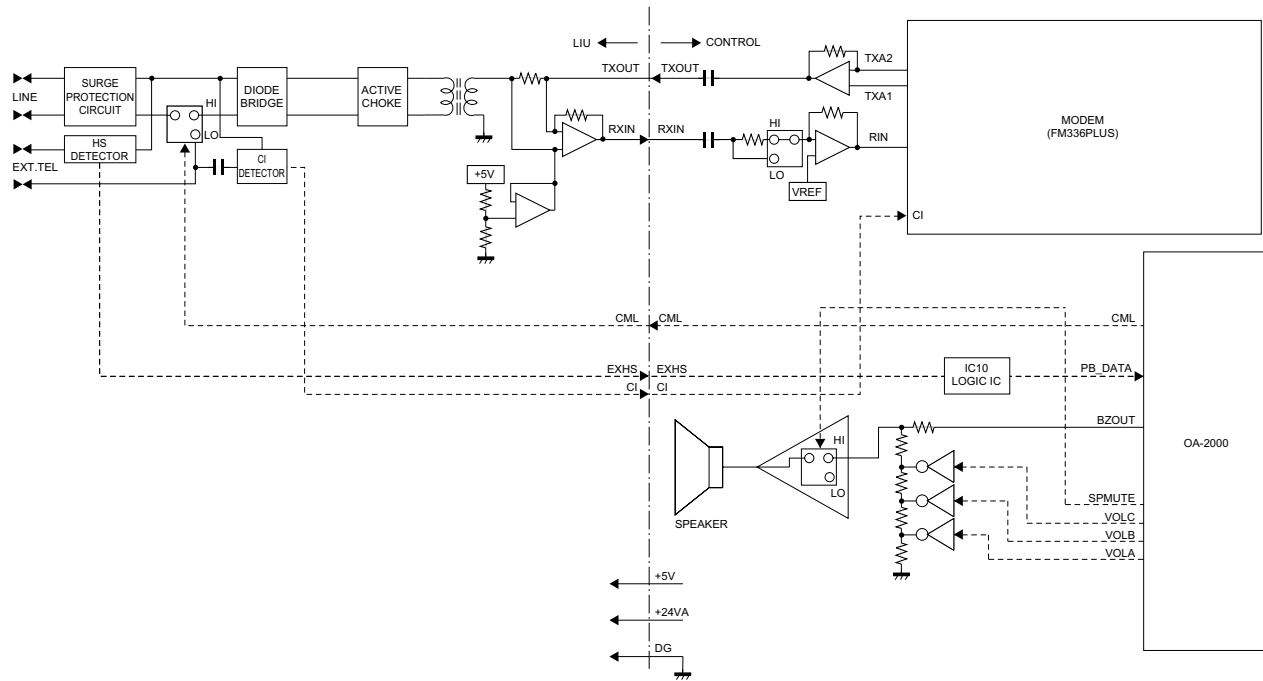 LIU
CONTROL
TXOUT
TXOUT
TXA2
TXA1
MODEM
(FM336PLUS)
LINE
SURGE
PROTECTION
CIRCUIT
HI
LO
DIODE
BRIDGE
ACTIVE
CHOKE
HS
DETECTOR
EXT.TEL
CI
DETECTOR
RXIN
RXIN
HI
LO
RIN
+5V
VREF
CI
CML
CML
CML
EXHS
EXHS
IC10
LOGIC IC
PB_DATA
CI
CI
BZOUT
OA-2000
HI
LO
SPEAKER
SPMUTE
VOLC
VOLB
VOLA
+5V
+24VA
DG